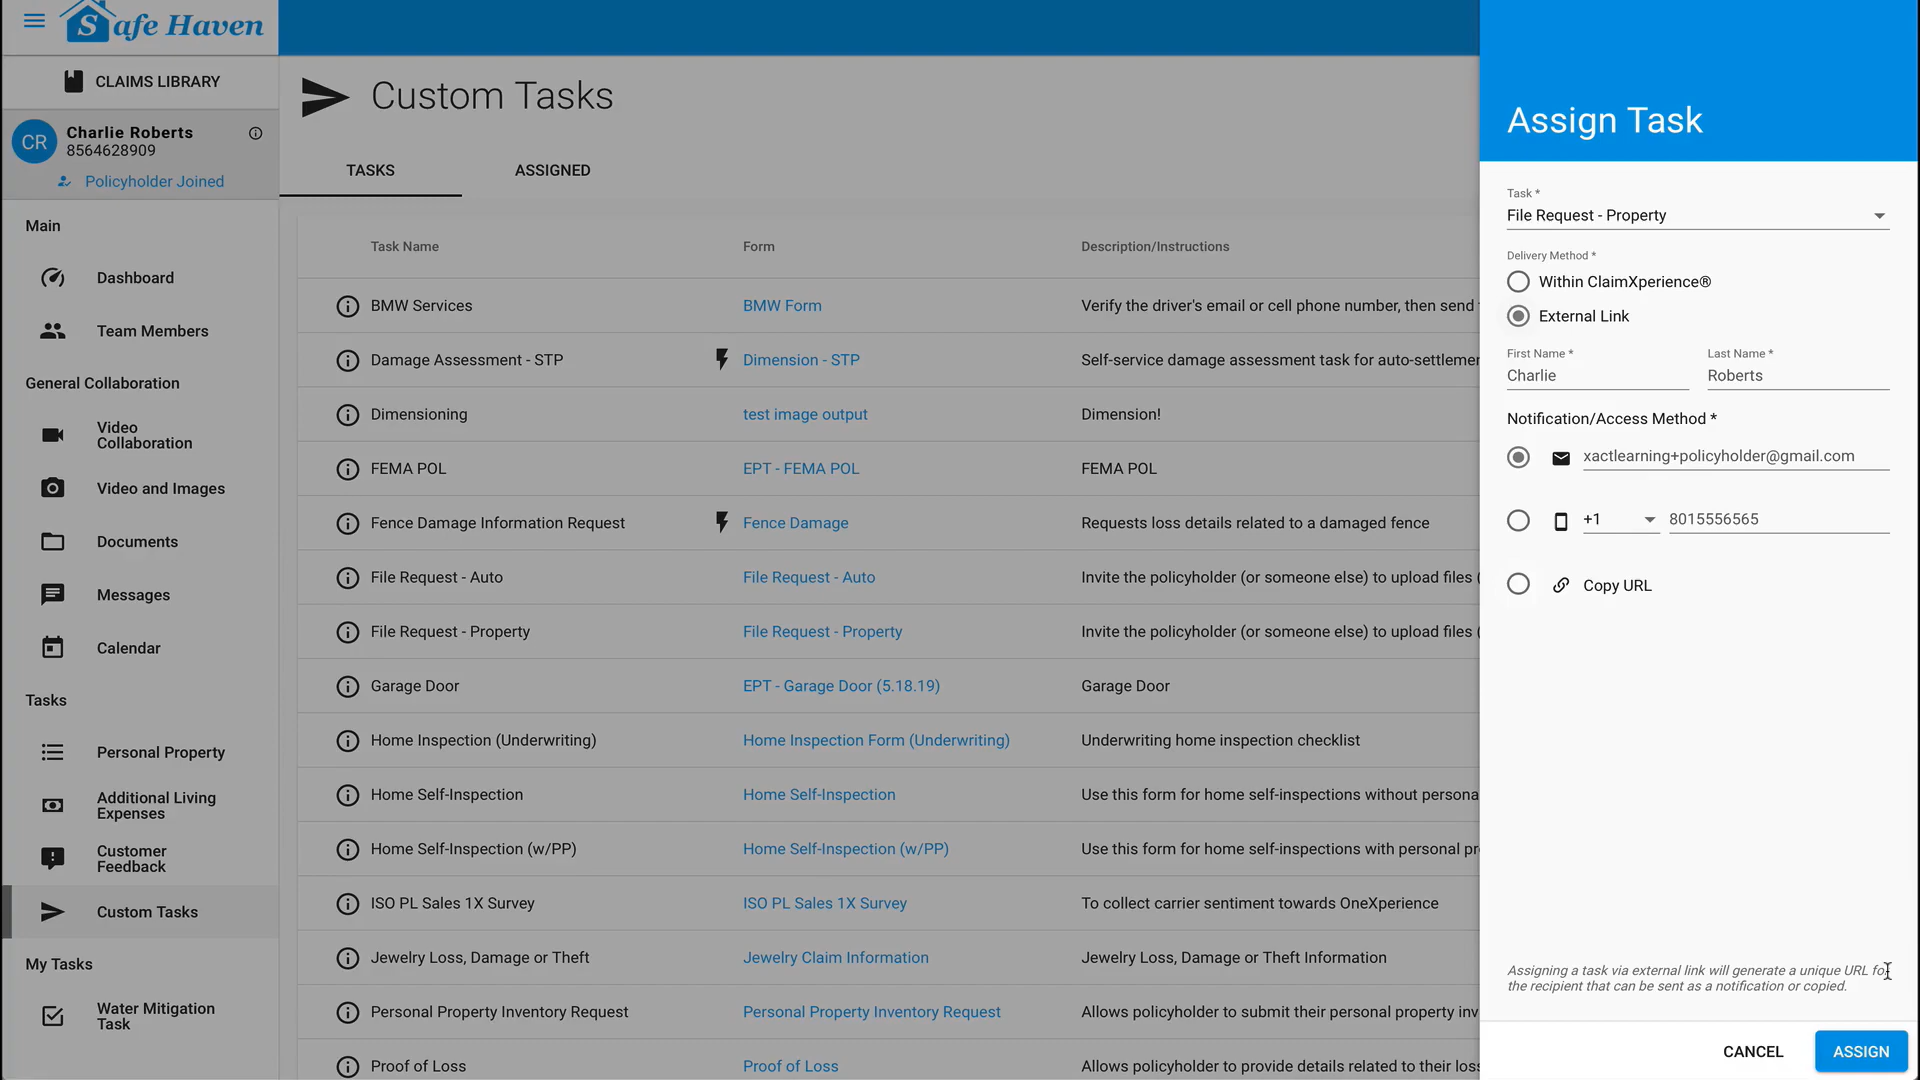 Safe Haven
CLAIMS LIBRARY
CR
Charlie Roberts
8564628909
Policyholder Joined
Main
Dashboard
Team Members
General Collaboration
Video
Collaboration
Video and Images
Documents
Messages
Calendar
Tasks
Personal Property
Additional Living
Expenses
Customer
Feedback
Custom Tasks
My Tasks
Water Mitigation
Task
Custom Tasks
TASKS ASSIGNED
Task Name Form Description/Instructions
BMW Services BMW Form Verify the driver's email or cell phone number, then send
Damage Assessment - STP Dimension - STP Self-service damage assessment task for auto-settlemen
Dimensioning test image output Dimension!
FEMA POL EPT - FEMA POL FEMA POL
Fence Damage Information Request Fence Damage Requests loss details related to a damaged fence
File Request - Auto File Request - Auto Invite the policyholder (or someone else) to upload files (
File Request - Property File Request - Property Invite the policyholder (or someone else) to upload files (
Garage Door EPT - Garage Door (5.18.19) Garage Door
Home Inspection (Underwriting) Home Inspection Form (Underwriting) Underwriting home inspection checklist
Home Self-Inspection Home Self-Inspection Use this form for home self-inspections without persona
Home Self-Inspection (w/PP) Home Self-Inspection (w/PP) Use this form for home self-inspections with personal pr
ISO PL Sales 1X Survey ISO PL Sales 1X Survey To collect carrier sentiment towards OneXperience
Jewelry Loss, Damage or Theft Jewelry Claim Information Jewelry Loss, Damage or Theft Information
Personal Property Inventory Request Personal Property Inventory Request Allows policyholder to submit their personal property inv
Proof of Loss Proof of Loss Allows policyholder to provide details related to their loss
Assign Task
Task *
File Request - Property
Delivery Method *
Within ClaimXperience®
External Link
First Name * Last Name *
Charlie Roberts
Notification/Access Method *
xactlearning+policyholder@gmail.com
+1 8015556565
Copy URL
Assigning a task via external link will generate a unique URL for
the recipient that can be sent as a notification or copied.
CANCEL ASSIGN